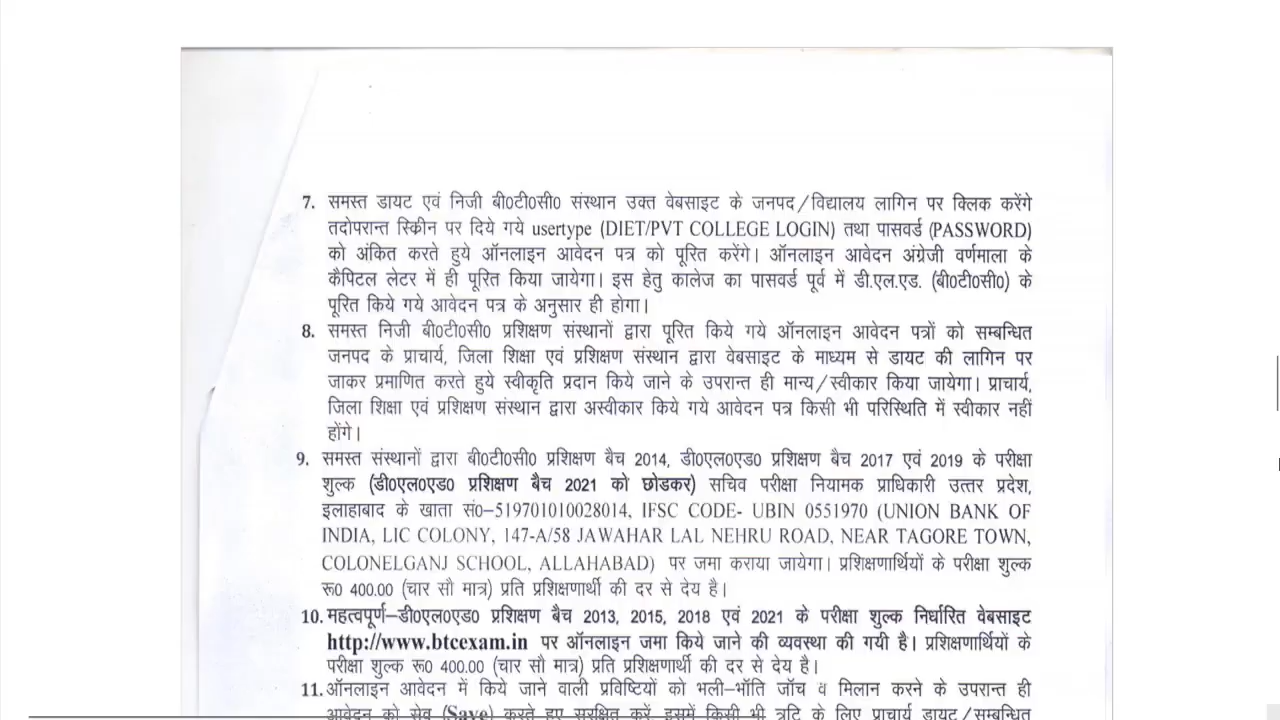 7. समस्त डायट एवं निजी बी0टी0सी0 संस्थान उक्त वेबसाइट के जनपद/विद्यालय लागिन पर क्लिक करेंगे
तदोपरान्त स्क्रीन पर दिये गये usertype (DIET/PVT COLLEGE LOGIN) तथा पासवर्ड (PASSWORD)
को अंकित करते हुये ऑनलाइन आवेदन पत्र को पूरित करेंगे। ऑनलाइन आवेदन अंग्रेजी वर्णमाला के
कैपिटल लेटर में ही पूरित किया जायेगा। इस हेतु कालेज का पासवर्ड पूर्व में डी.एल.एड. (बी0टी0सी0) के
पूरित किये गये आवेदन पत्र के अनुसार ही होगा।
8. समस्त निजी बी0टी0सी0 प्रशिक्षण संस्थानों द्वारा पूरित किये गये ऑनलाइन आवेदन पत्रों को सम्बन्धित
जनपद के प्राचार्य, जिला शिक्षा एवं प्रशिक्षण संस्थान द्वारा वेबसाइट के माध्यम से डायट की लागिन पर
जाकर प्रमाणित करते हुये स्वीकृति प्रदान किये जाने के उपरान्त ही मान्य/स्वीकार किया जायेगा। प्राचार्य,
जिला शिक्षा एवं प्रशिक्षण संस्थान द्वारा अस्वीकार किये गये आवेदन पत्र किसी भी परिस्थिति में स्वीकार नहीं
होंगे।
9. समस्त संस्थानों द्वारा बी0टी0सी0 प्रशिक्षण बैच 2014, डी0एल0एड0 प्रशिक्षण बैच 2017 एवं 2019 के परीक्षा
शुल्क (डी0एल0एड0 प्रशिक्षण बैच 2021 को छोडकर) सचिव परीक्षा नियामक प्राधिकारी उत्तर प्रदेश,
इलाहाबाद के खाता सं0–519701010028014, IFSC CODE- UBIN 0551970 (UNION BANK OF
INDIA, LIC COLONY, 147-A/58 JAWAHAR LAL NEHRU ROAD, NEAR TAGORE TOWN,
COLONELGANJ SCHOOL, ALLAHABAD) पर जमा कराया जायेगा। प्रशिक्षणार्थियों के परीक्षा शुल्क
रू0 400.00 (चार सौ मात्र) प्रति प्रशिक्षणार्थी की दर से देय है।
10. महत्वपूर्ण–डी0एल0एड0 प्रशिक्षण बैच 2013, 2015, 2018 एवं 2021 के परीक्षा शुल्क निर्धारित वेबसाइट
http://www.btcexam.in पर ऑनलाइन जमा किये जाने की व्यवस्था की गयी है। प्रशिक्षणार्थियों के
परीक्षा शुल्क रू0 400.00 (चार सौ मात्र) प्रति प्रशिक्षणार्थी की दर से देय है।
11. ऑनलाइन आवेदन में किये जाने वाली प्रविष्टियों को भली–भॉति जॉच व मिलान करने के उपरान्त ही
आवेदन को सेव (Save) करते हुए सुरक्षित करें, इसमें किसी भी त्रुटि के लिए प्राचार्य डायट/सम्बन्धित